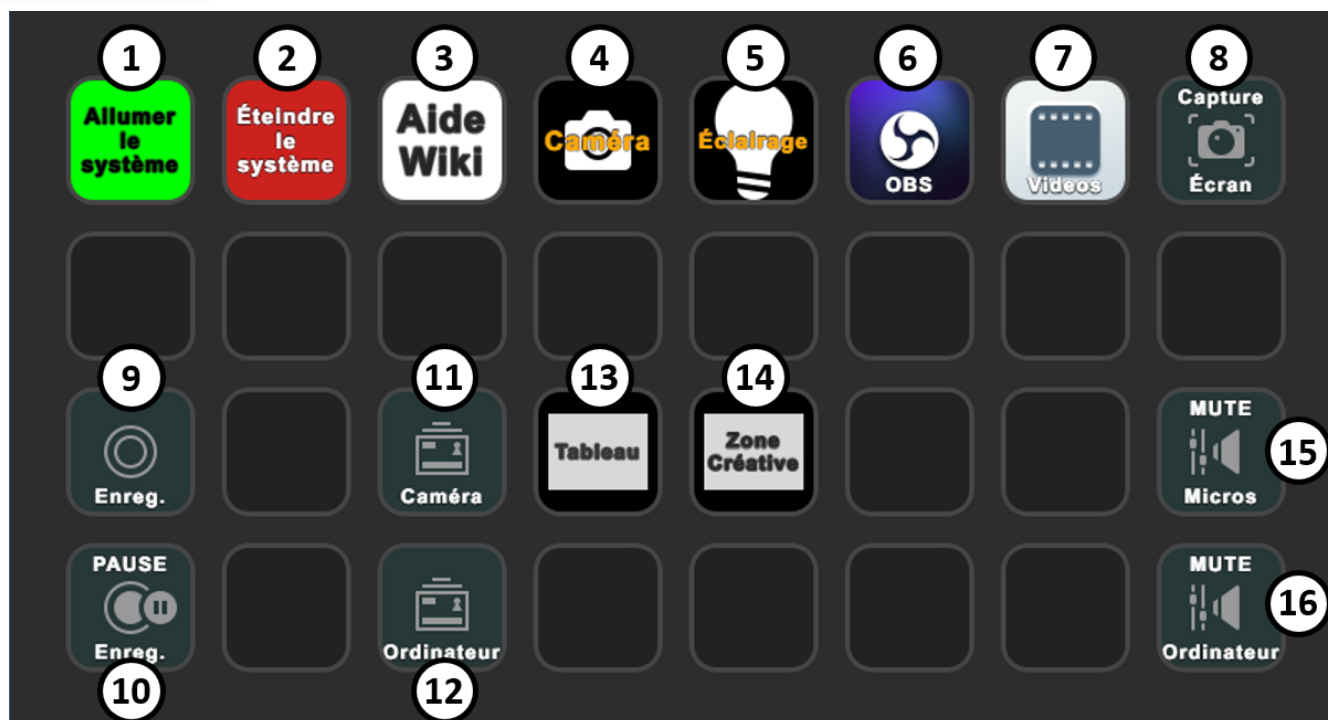 1
2
3
4
5
6
7
8
Allumer
le
système
Éteindre
le
système
Aide
Wiki
Caméra
Éclairage
OBS
Videos
Capture
Écran
9
11
13
14
Enreg.
Caméra
Tableau
Zone
Créative
MUTE
Micros
15
PAUSE
Enreg.
10
Ordinateur
12
MUTE
Ordinateur
16